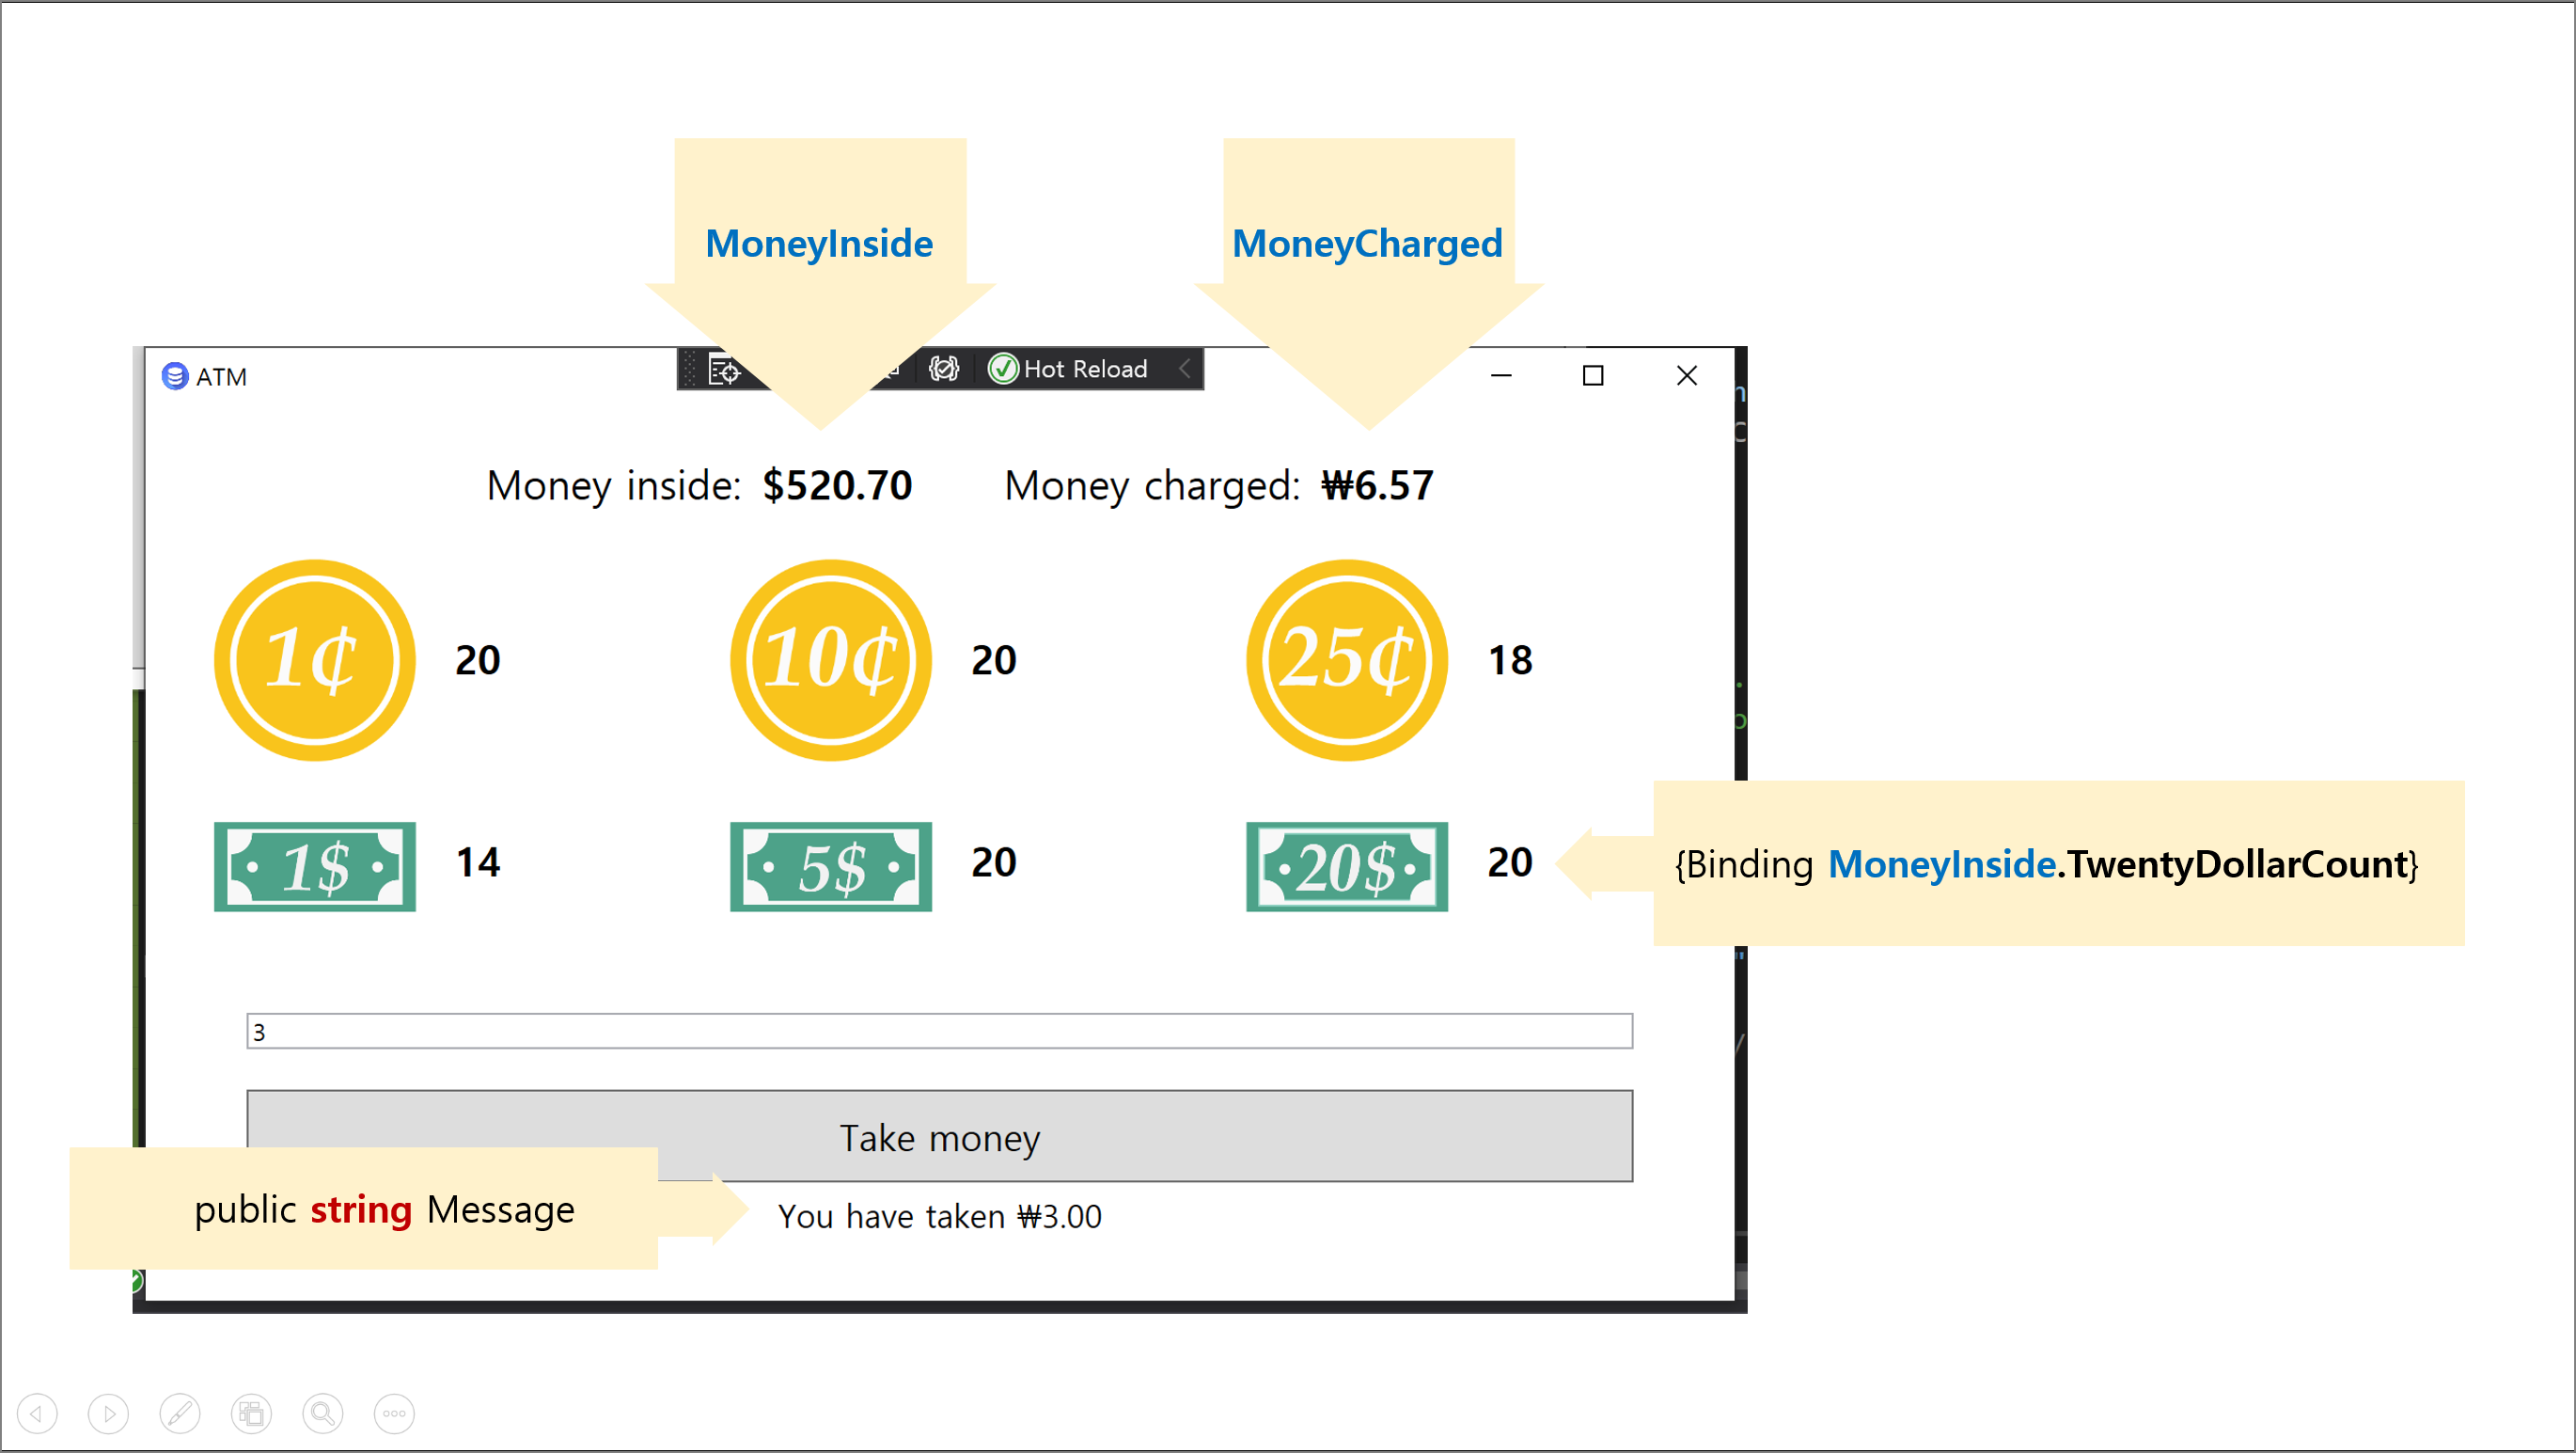 MoneyInside
MoneyCharged
ATM
Hot Reload
Money inside: $520.70
Money charged: ₩6.57
1¢ 20
10¢ 20
25¢ 18
1$ 14
5$ 20
20$ 20
{Binding MoneyInside.TwentyDollarCount}
3
Take money
public string Message
You have taken ₩3.00